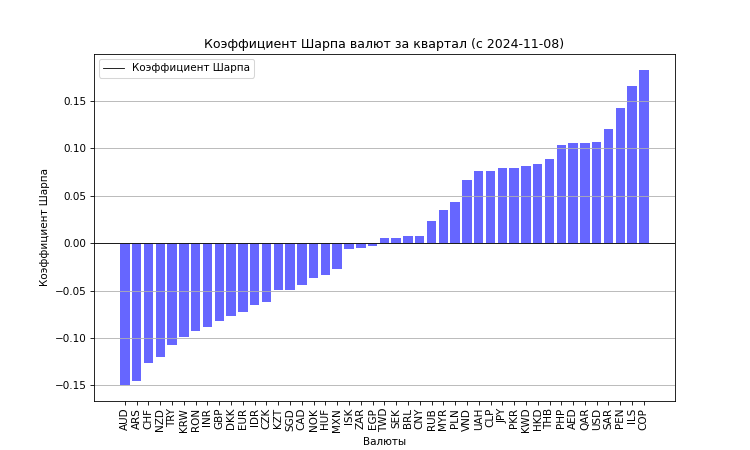 Коэффициент Шарпа валют за квартал (с 2024-11-08)
Коэффициент Шарпа
Коэффициент Шарпа
0.15
0.10
0.05
0.00
−0.05
−0.10
−0.15
AUD
ARS
CHF
NZD
TRY
KRW
RON
INR
GBP
DKK
EUR
IDR
CZK
KZT
SGD
CAD
NOK
HUF
MXN
ISK
ZAR
EGP
TWD
SEK
BRL
CNY
RUB
MYR
PLN
VND
UAH
CLP
JPY
PKR
KWD
HKD
THB
PHP
AED
QAR
USD
SAR
PEN
ILS
COP
Валюты